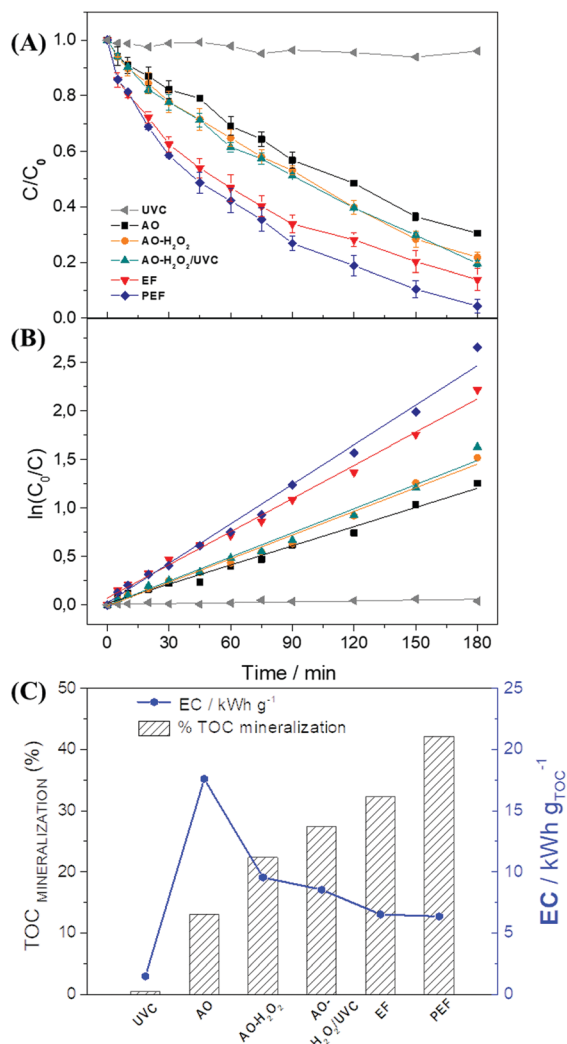 (A)
1.0
0.8
0.6
0.4
0.2
0.0
C/C₀
UVC
AO
AO-H₂O₂
AO-H₂O₂/UVC
EF
PEF
(B)
2,5
2,0
1,5
1,0
0,5
0,0
ln(C₀/C)
0 30 60 90 120 150 180
Time / min
(C)
50
40
30
20
10
0
TOC MINERALIZATION (%)
EC / kWh g⁻¹
% TOC mineralization
25
20
15
10
5
0
EC / kWh g_TOC⁻¹
UVC
AO
AO-H₂O₂
AO-
H₂O₂/UVC
EF
PEF